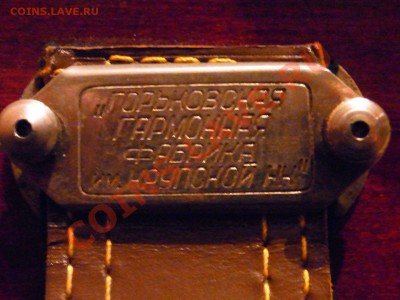 COINS.LAVE.RU
"ГОРЬКОВСКАЯ
ГАРМОННАЯ
ФАБРИКА
ИМ. КРУПСКОЙ Н.К"